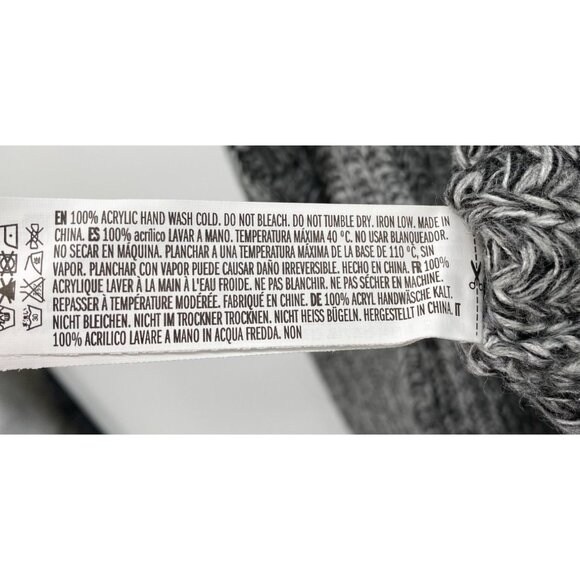 EN 100% ACRYLIC HAND WASH COLD. DO NOT BLEACH. DO NOT TUMBLE DRY. IRON LOW. MADE IN
CHINA. ES 100% acrílico LAVAR A MANO. TEMPERATURA MÁXIMA 40 °C. NO USAR BLANQUEADOR.
NO SECAR EN MÁQUINA. PLANCHAR A UNA TEMPERATURA MÁXIMA DE LA BASE DE 110 °C, SIN
VAPOR. PLANCHAR CON VAPOR PUEDE CAUSAR DAÑO IRREVERSIBLE. HECHO EN CHINA. FR 100%
ACRYLIQUE LAVER À LA MAIN À L'EAU FROIDE. NE PAS BLANCHIR. NE PAS SÉCHER EN MACHINE.
REPASSER À TEMPÉRATURE MODÉRÉE. FABRIQUÉ EN CHINE. DE 100% ACRYL HANDWÄSCHE KALT.
NICHT BLEICHEN. NICHT IM TROCKNER TROCKNEN. NICHT HEISS BÜGELN. HERGESTELLT IN CHINA. IT
100% ACRILICO LAVARE A MANO IN ACQUA FREDDA. NON